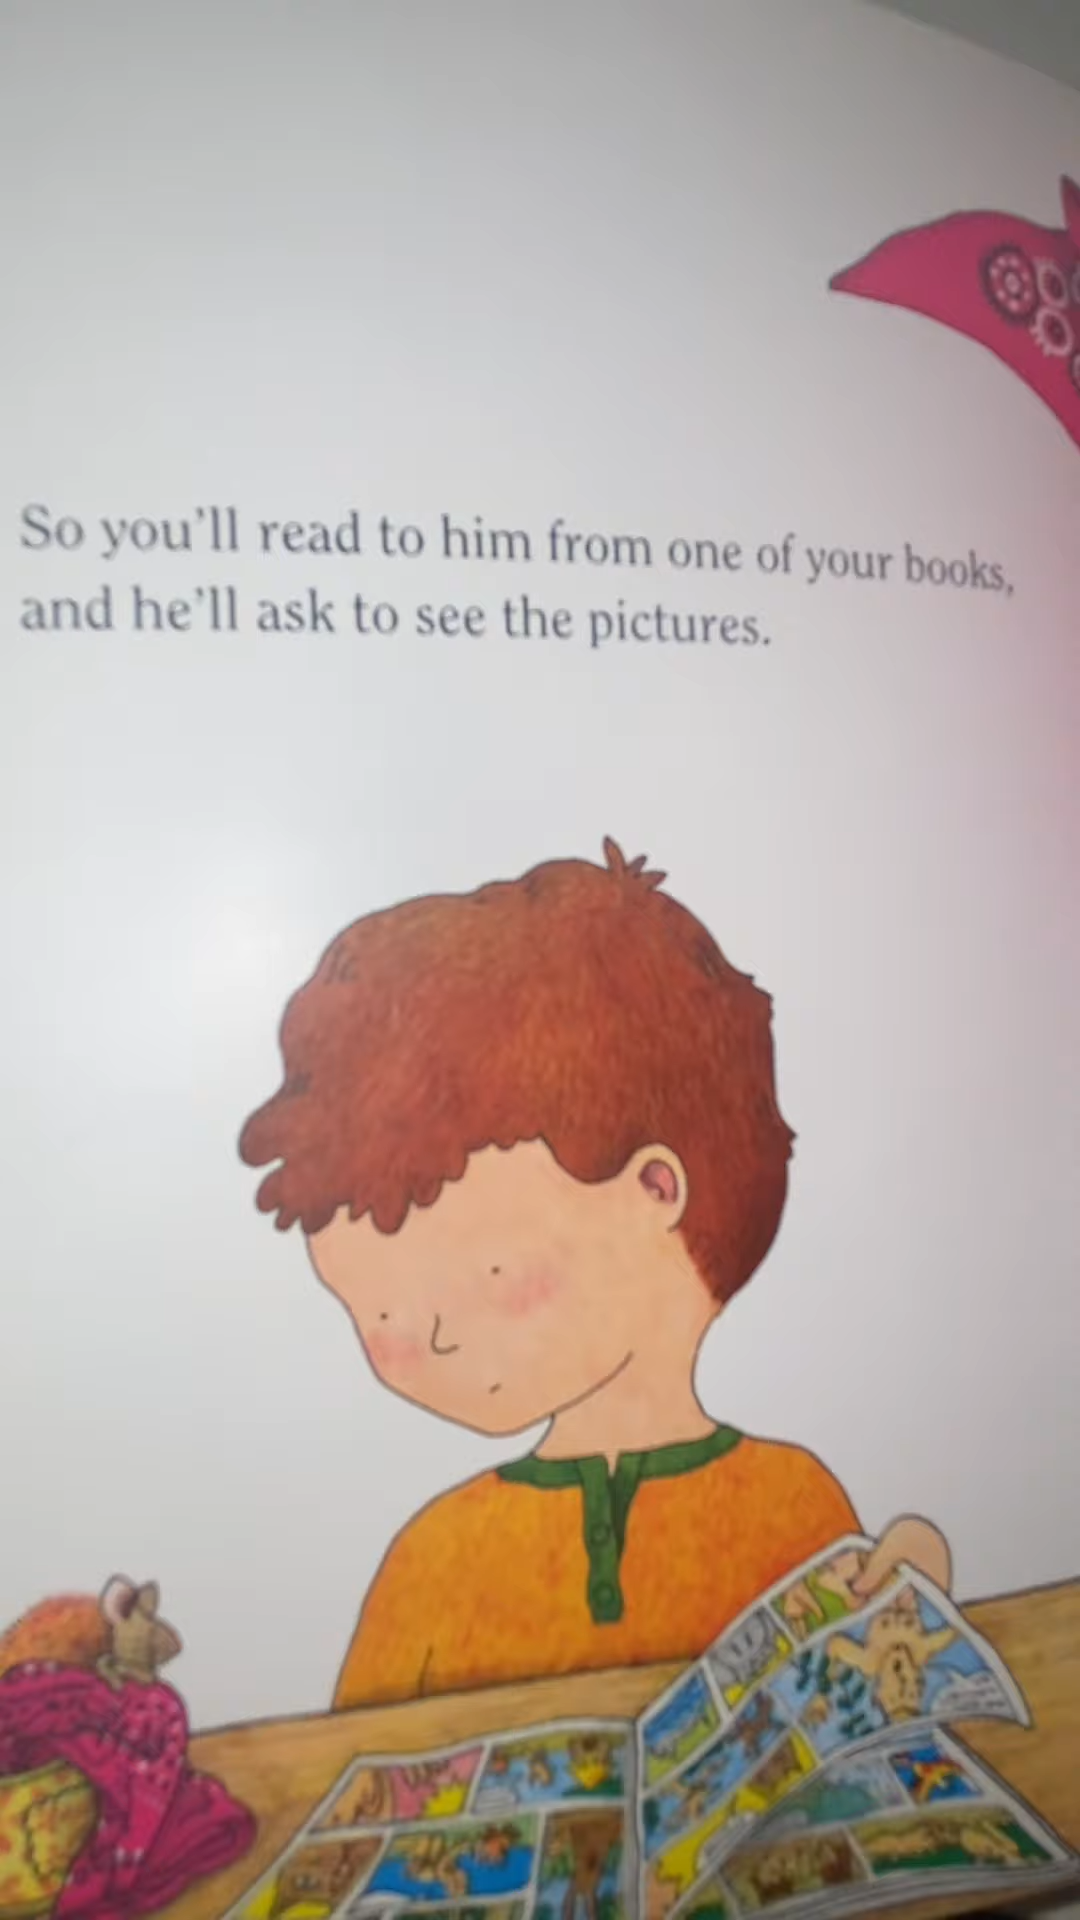 So you'll read to him from one of your books,
and he'll ask to see the pictures.